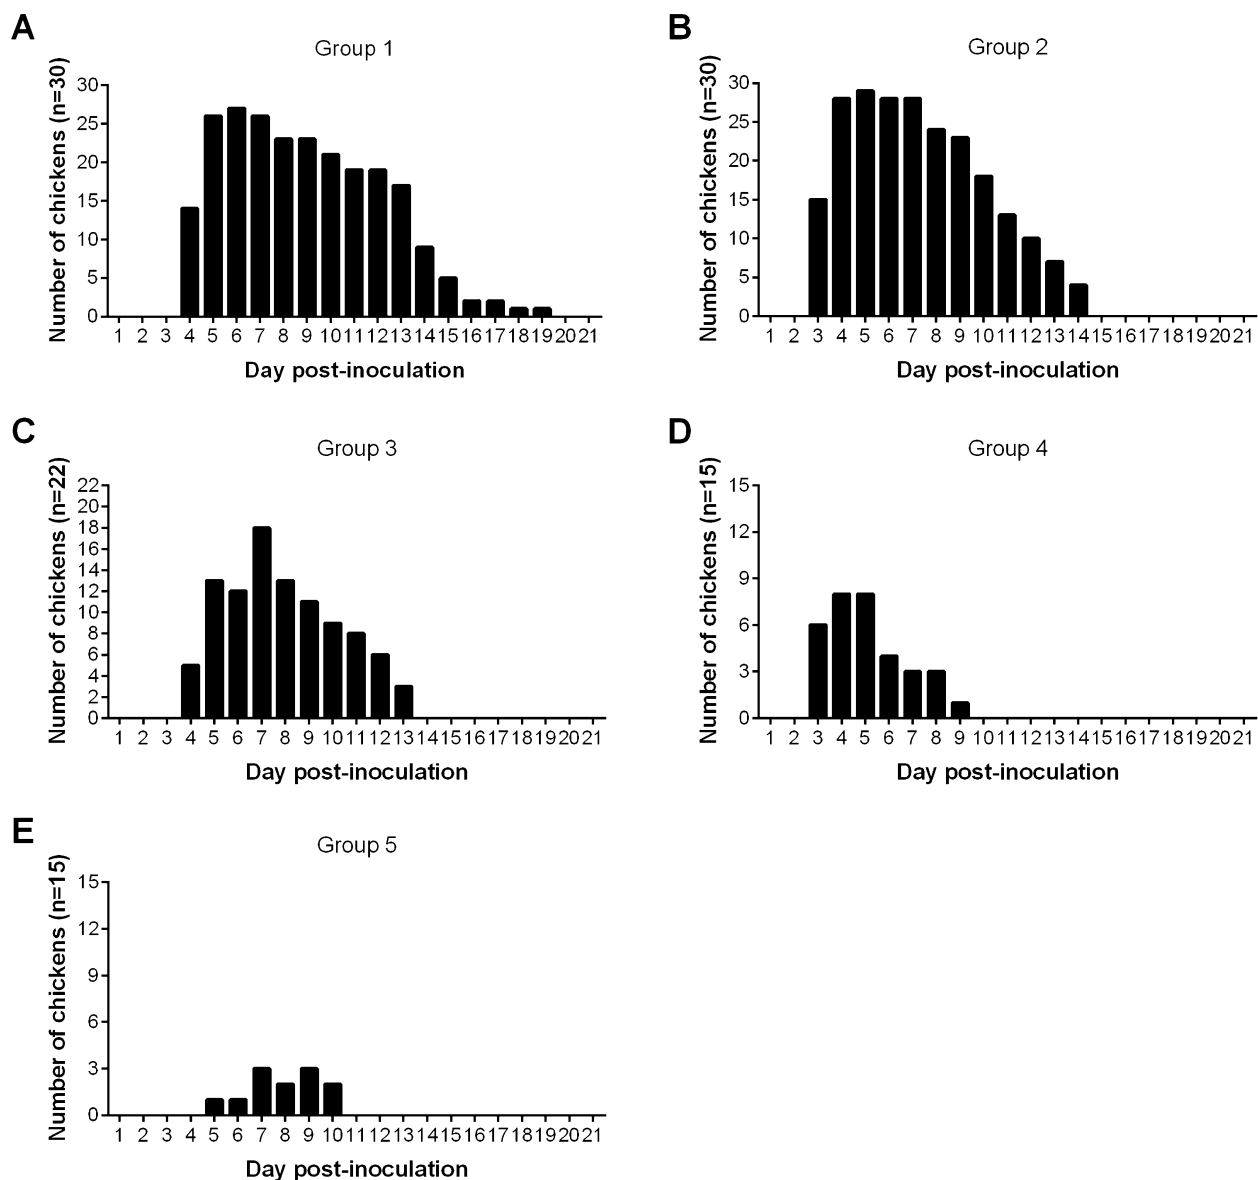 A
Group 1
Number of chickens (n=30)
30
25
20
15
10
5
0
1 2 3 4 5 6 7 8 9 10 11 12 13 14 15 16 17 18 19 20 21
Day post-inoculation
B
Group 2
Number of chickens (n=30)
30
25
20
15
10
5
0
1 2 3 4 5 6 7 8 9 10 11 12 13 14 15 16 17 18 19 20 21
Day post-inoculation
C
Group 3
Number of chickens (n=22)
22
20
18
16
14
12
10
8
6
4
2
0
1 2 3 4 5 6 7 8 9 10 11 12 13 14 15 16 17 18 19 20 21
Day post-inoculation
D
Group 4
Number of chickens (n=15)
15
12
9
6
3
0
1 2 3 4 5 6 7 8 9 10 11 12 13 14 15 16 17 18 19 20 21
Day post-inoculation
E
Group 5
Number of chickens (n=15)
15
12
9
6
3
0
1 2 3 4 5 6 7 8 9 10 11 12 13 14 15 16 17 18 19 20 21
Day post-inoculation